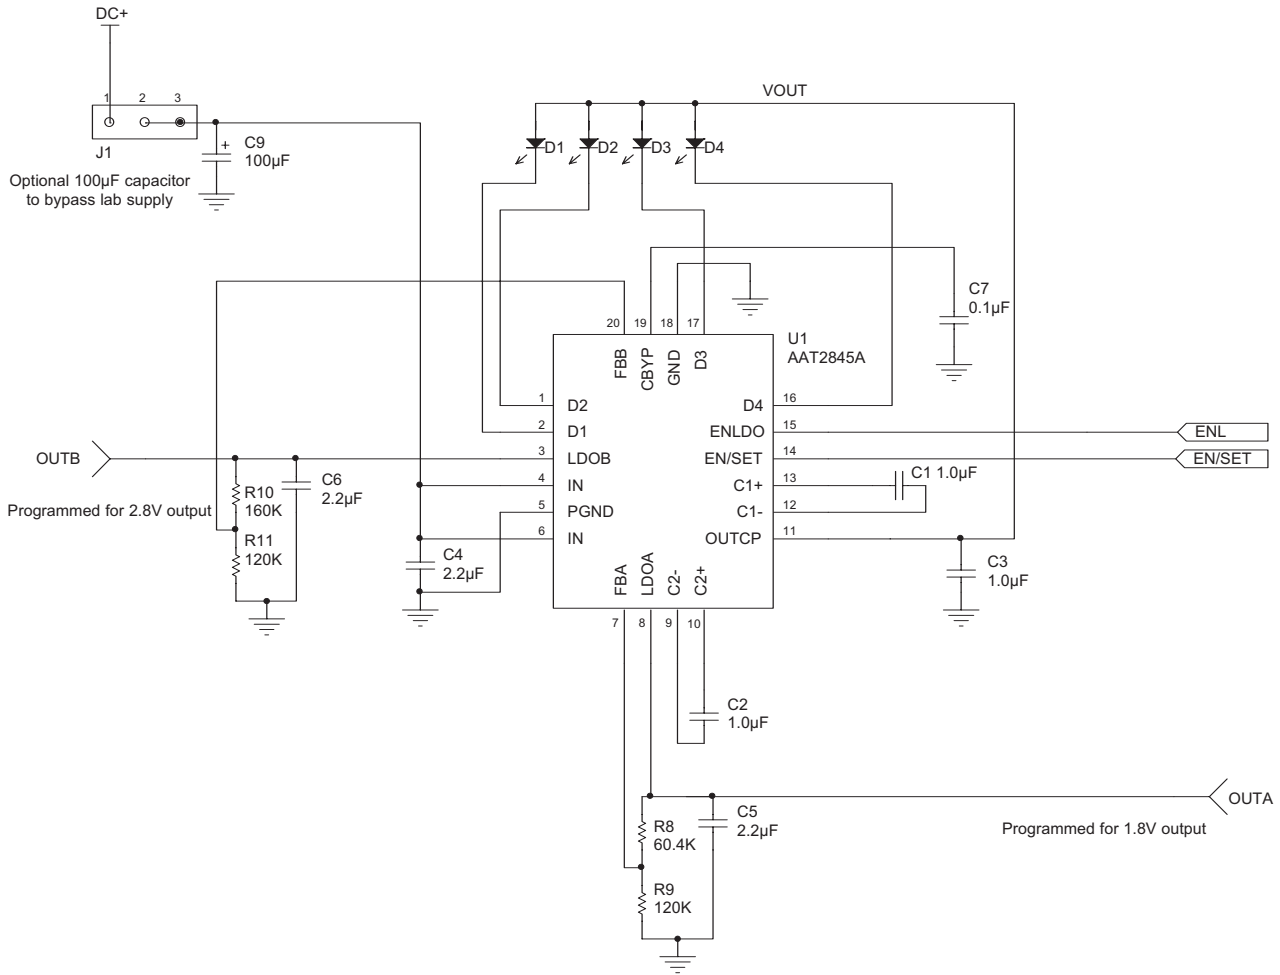 DC+
1 2 3
J1
+
C9
100µF
Optional 100µF capacitor
to bypass lab supply
VOUT
D1
D2
D3
D4
C7
0.1µF
U1
AAT2845A
20 19 18 17
FBB
CBYP
GND
D3
1
D2
2
D1
3
LDOB
4
IN
5
PGND
6
IN
16
D4
15
ENLDO
14
EN/SET
13
C1+
12
C1-
11
OUTCP
FBA
LDOA
C2-
C2+
7 8 9 10
ENL
EN/SET
C1 1.0µF
OUTB
Programmed for 2.8V output
R10
160K
R11
120K
C6
2.2µF
C4
2.2µF
C3
1.0µF
C2
1.0µF
R8
60.4K
R9
120K
C5
2.2µF
OUTA
Programmed for 1.8V output